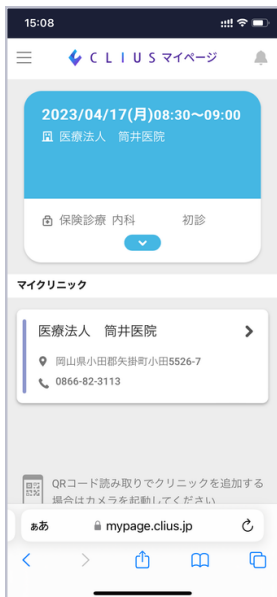 15:08
CLIUSマイページ
2023/04/17(月)08:30〜09:00
医療法人 筒井医院
保険診療 内科 初診
マイクリニック
医療法人 筒井医院
岡山県小田郡矢掛町小田5526-7
0866-82-3113
QRコード読み取りでクリニックを追加する
場合はカメラを起動してください
ぁあ mypage.clius.jp